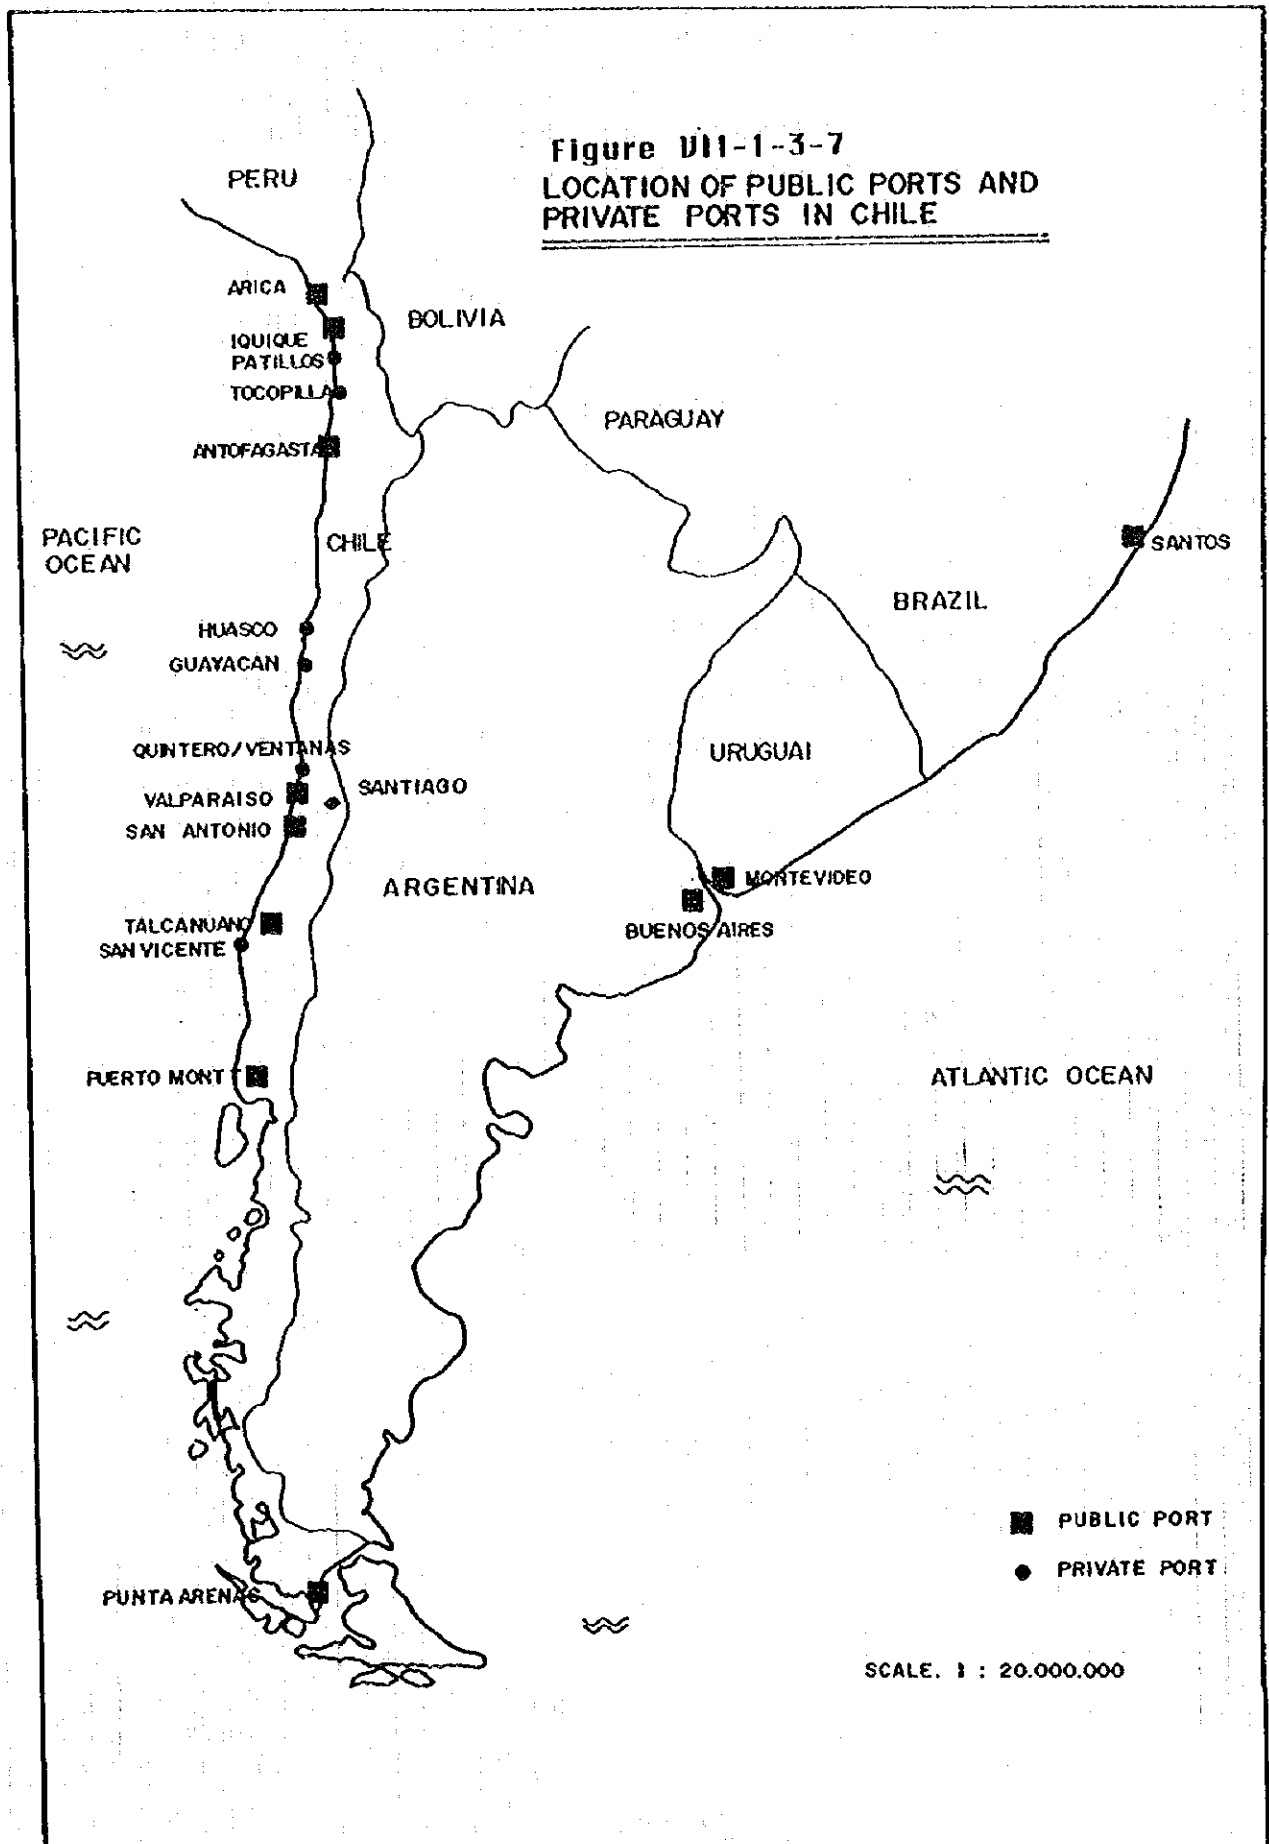 Figure VII-1-3-7
LOCATION OF PUBLIC PORTS AND
PRIVATE PORTS IN CHILE
PERU
ARICA
BOLIVIA
IQUIQUE
PATILLOS
TOCOPILLA
PARAGUAY
ANTOFAGASTA
PACIFIC
OCEAN
CHILE
SANTOS
BRAZIL
HUASCO
GUAYACAN
QUINTERO/VENTANAS
URUGUAI
SANTIAGO
VALPARAISO
SAN ANTONIO
ARGENTINA
MONTEVIDEO
TALCANUANO
BUENOS AIRES
SAN VICENTE
PUERTO MONTT
ATLANTIC OCEAN
PUBLIC PORT
PRIVATE PORT
PUNTA ARENAS
SCALE. 1 : 20.000.000